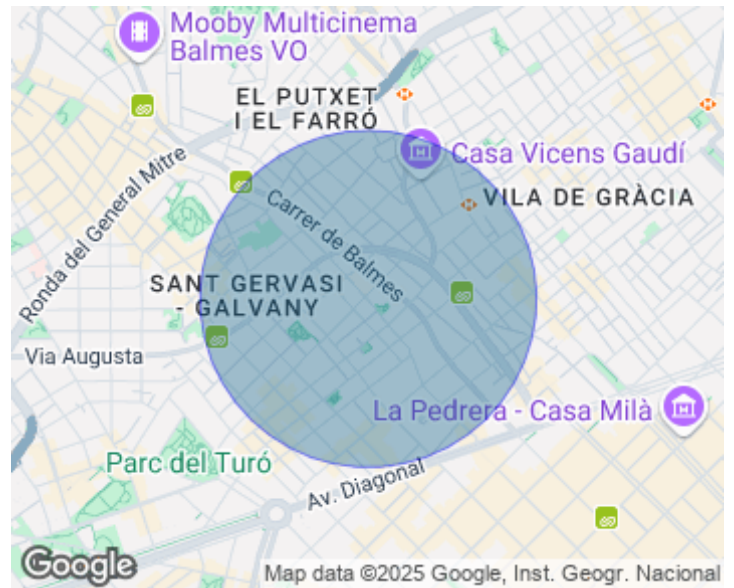 Mooby Multicinema
Balmes VO
EL PUTXET
I EL FARRÓ
Casa Vicens Gaudí
Ronda del General Mitre
VILA DE GRÀCIA
Carrer de Balmes
SANT GERVASI
- GALVANY
Via Augusta
La Pedrera - Casa Milà
Parc del Turó
Av. Diagonal
Google
Map data ©2025 Google, Inst. Geogr. Nacional